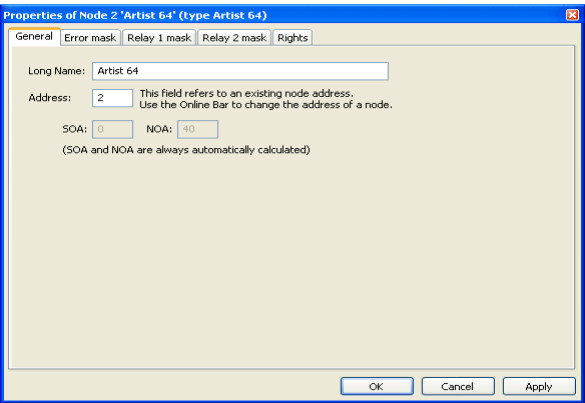 Properties of Node 2 'Artist 64' (type Artist 64)
General Error mask Relay 1 mask Relay 2 mask Rights
Long Name: Artist 64
Address: 2 This field refers to an existing node address.
Use the Online Bar to change the address of a node.
SOA: 0 NOA: 40
(SOA and NOA are always automatically calculated)
OK Cancel Apply